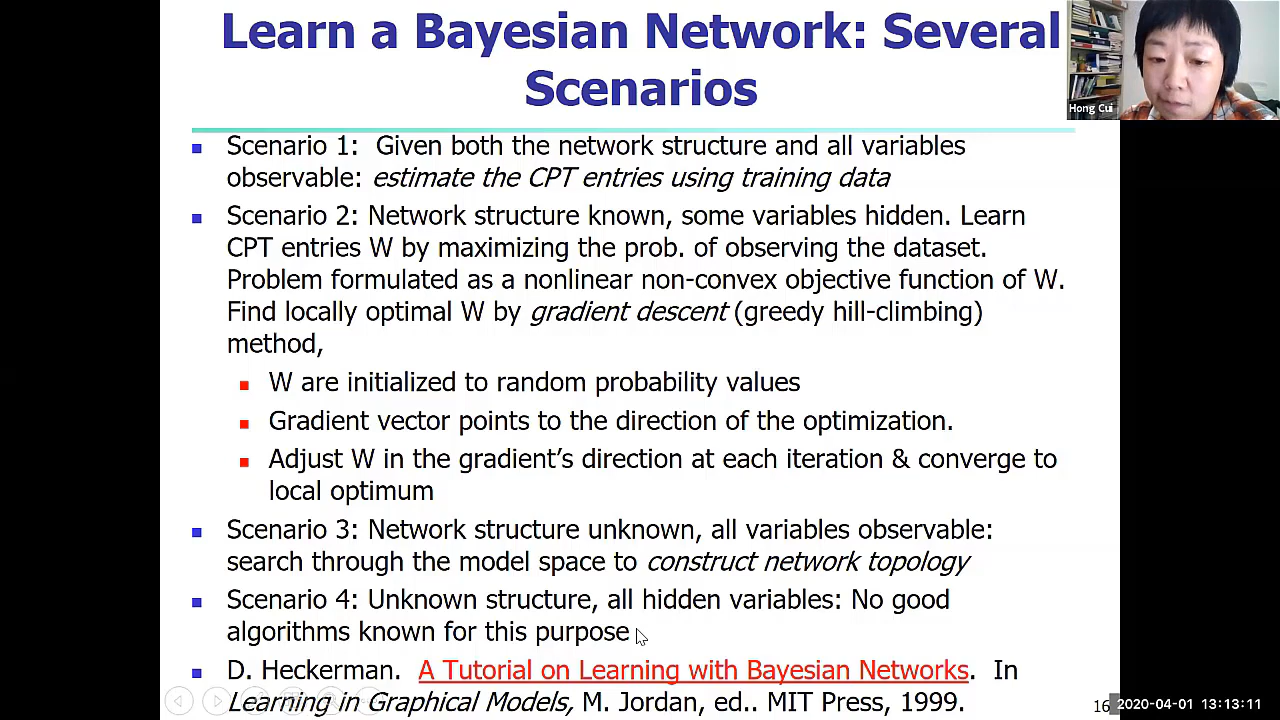 Learn a Bayesian Network: Several
Scenarios
Hong Cui
Scenario 1: Given both the network structure and all variables
observable: estimate the CPT entries using training data
Scenario 2: Network structure known, some variables hidden. Learn
CPT entries W by maximizing the prob. of observing the dataset.
Problem formulated as a nonlinear non-convex objective function of W.
Find locally optimal W by gradient descent (greedy hill-climbing)
method,
W are initialized to random probability values
Gradient vector points to the direction of the optimization.
Adjust W in the gradient’s direction at each iteration & converge to
local optimum
Scenario 3: Network structure unknown, all variables observable:
search through the model space to construct network topology
Scenario 4: Unknown structure, all hidden variables: No good
algorithms known for this purpose
D. Heckerman. A Tutorial on Learning with Bayesian Networks. In
Learning in Graphical Models, M. Jordan, ed.. MIT Press, 1999.
16
2020-04-01 13:13:11